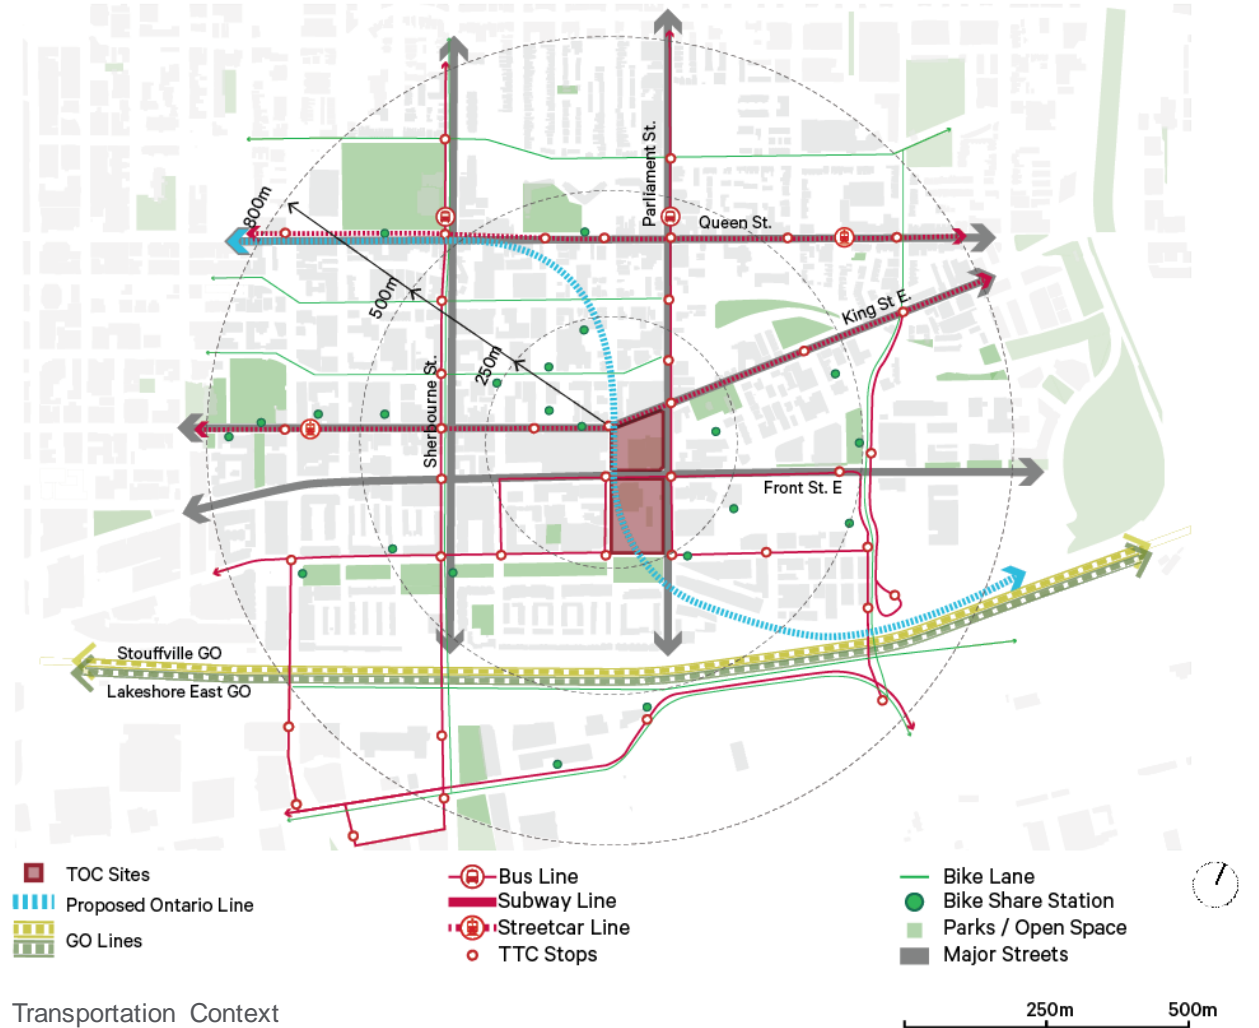 Parliament St.
800m
Queen St.
500m
King St E.
250m
Sherbourne St.
Front St. E
Stouffville GO
Lakeshore East GO
TOC Sites
Proposed Ontario Line
GO Lines
Bus Line
Subway Line
Streetcar Line
TTC Stops
Bike Lane
Bike Share Station
Parks / Open Space
Major Streets
Transportation Context
250m
500m